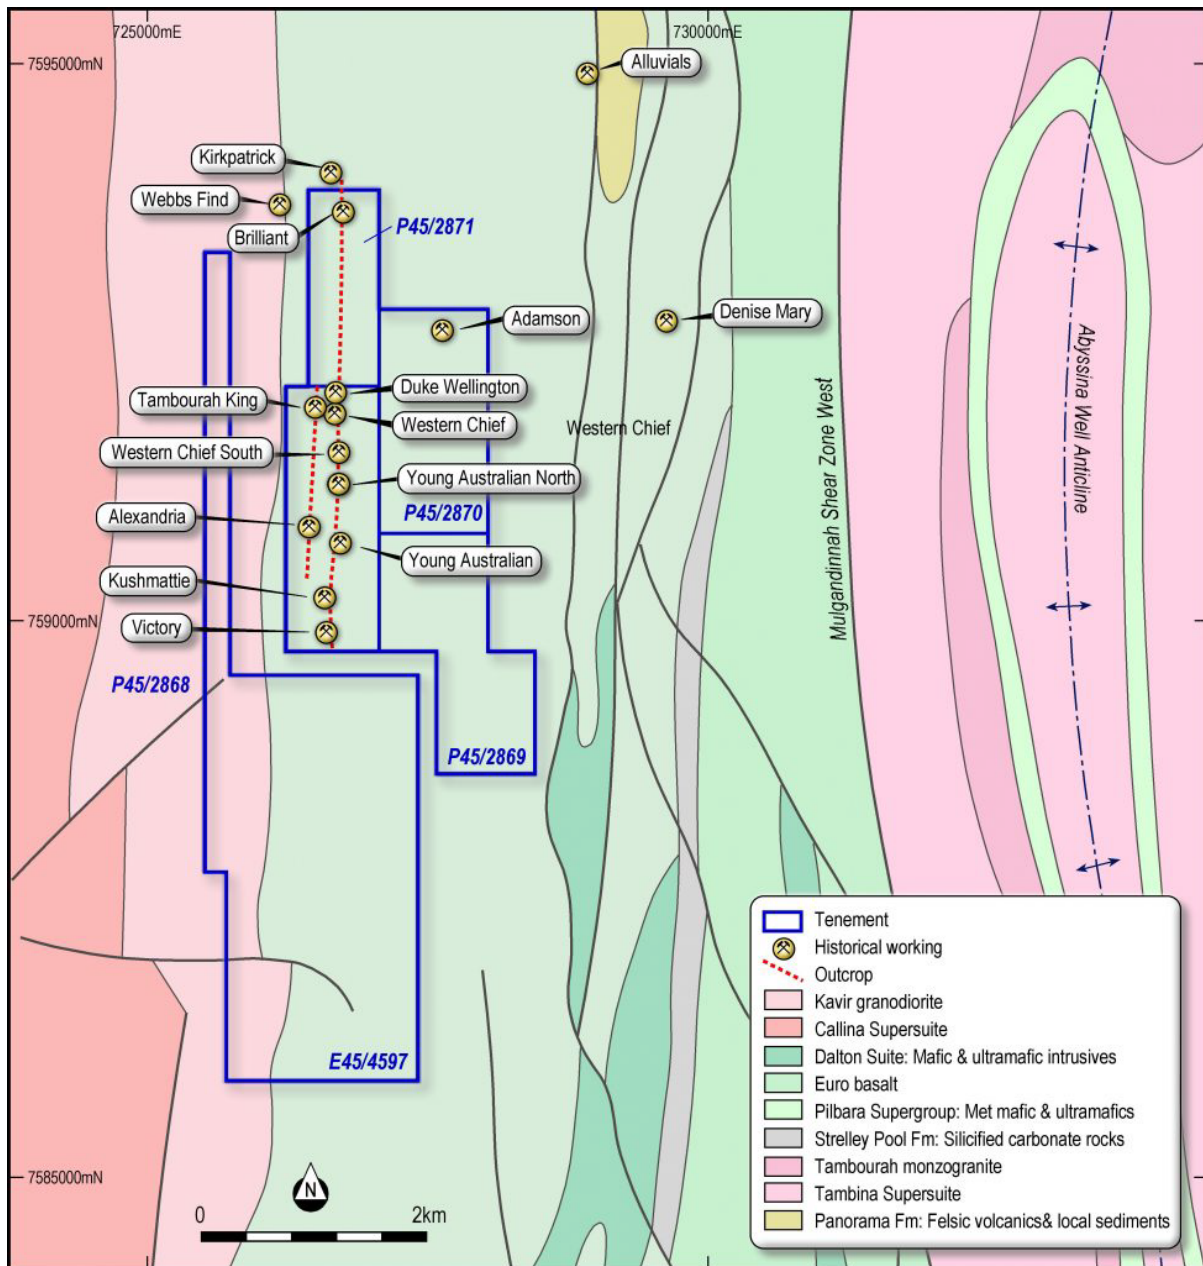 725000mE
730000mE
7595000mN
Alluvials
Kirkpatrick
Webbs Find
Brilliant
P45/2871
Adamson
Denise Mary
Duke Wellington
Tambourah King
Western Chief
Western Chief
Western Chief South
Young Australian North
P45/2870
Alexandria
Young Australian
Kushmattie
759000mN
Victory
P45/2868
P45/2869
Mulgandinnah Shear Zone West
Abyssina Well Anticline
E45/4597
7585000mN
N
0 2km
Tenement
Historical working
Outcrop
Kavir granodiorite
Callina Supersuite
Dalton Suite: Mafic & ultramafic intrusives
Euro basalt
Pilbara Supergroup: Met mafic & ultramafics
Strelley Pool Fm: Silicified carbonate rocks
Tambourah monzogranite
Tambina Supersuite
Panorama Fm: Felsic volcanics& local sediments